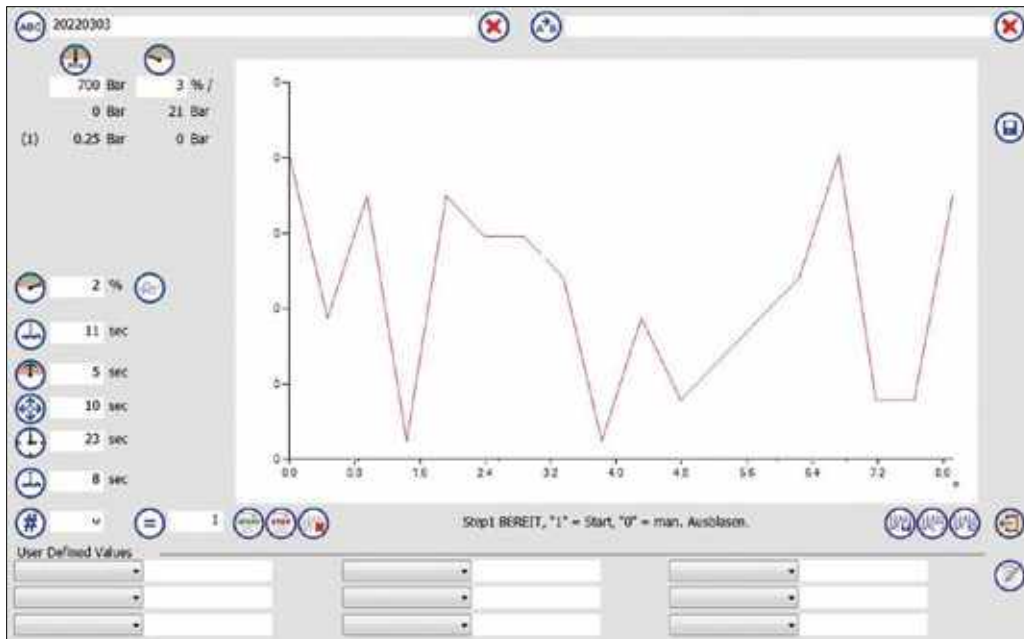 ABC 20220303
A B
700 Bar 3 % /
0 Bar 21 Bar
(1) 0.25 Bar 0 Bar
0
0
0
0
0
0
0.0 0.8 1.6 2.4 3.2 4.0 4.8 5.6 6.4 7.2 8.0
2 %
11 sec
5 sec
10 sec
23 sec
8 sec
# = 1 START STOP Step1 BEREIT, "1" = Start, "0" = man. Ausblasen.
User Defined Values